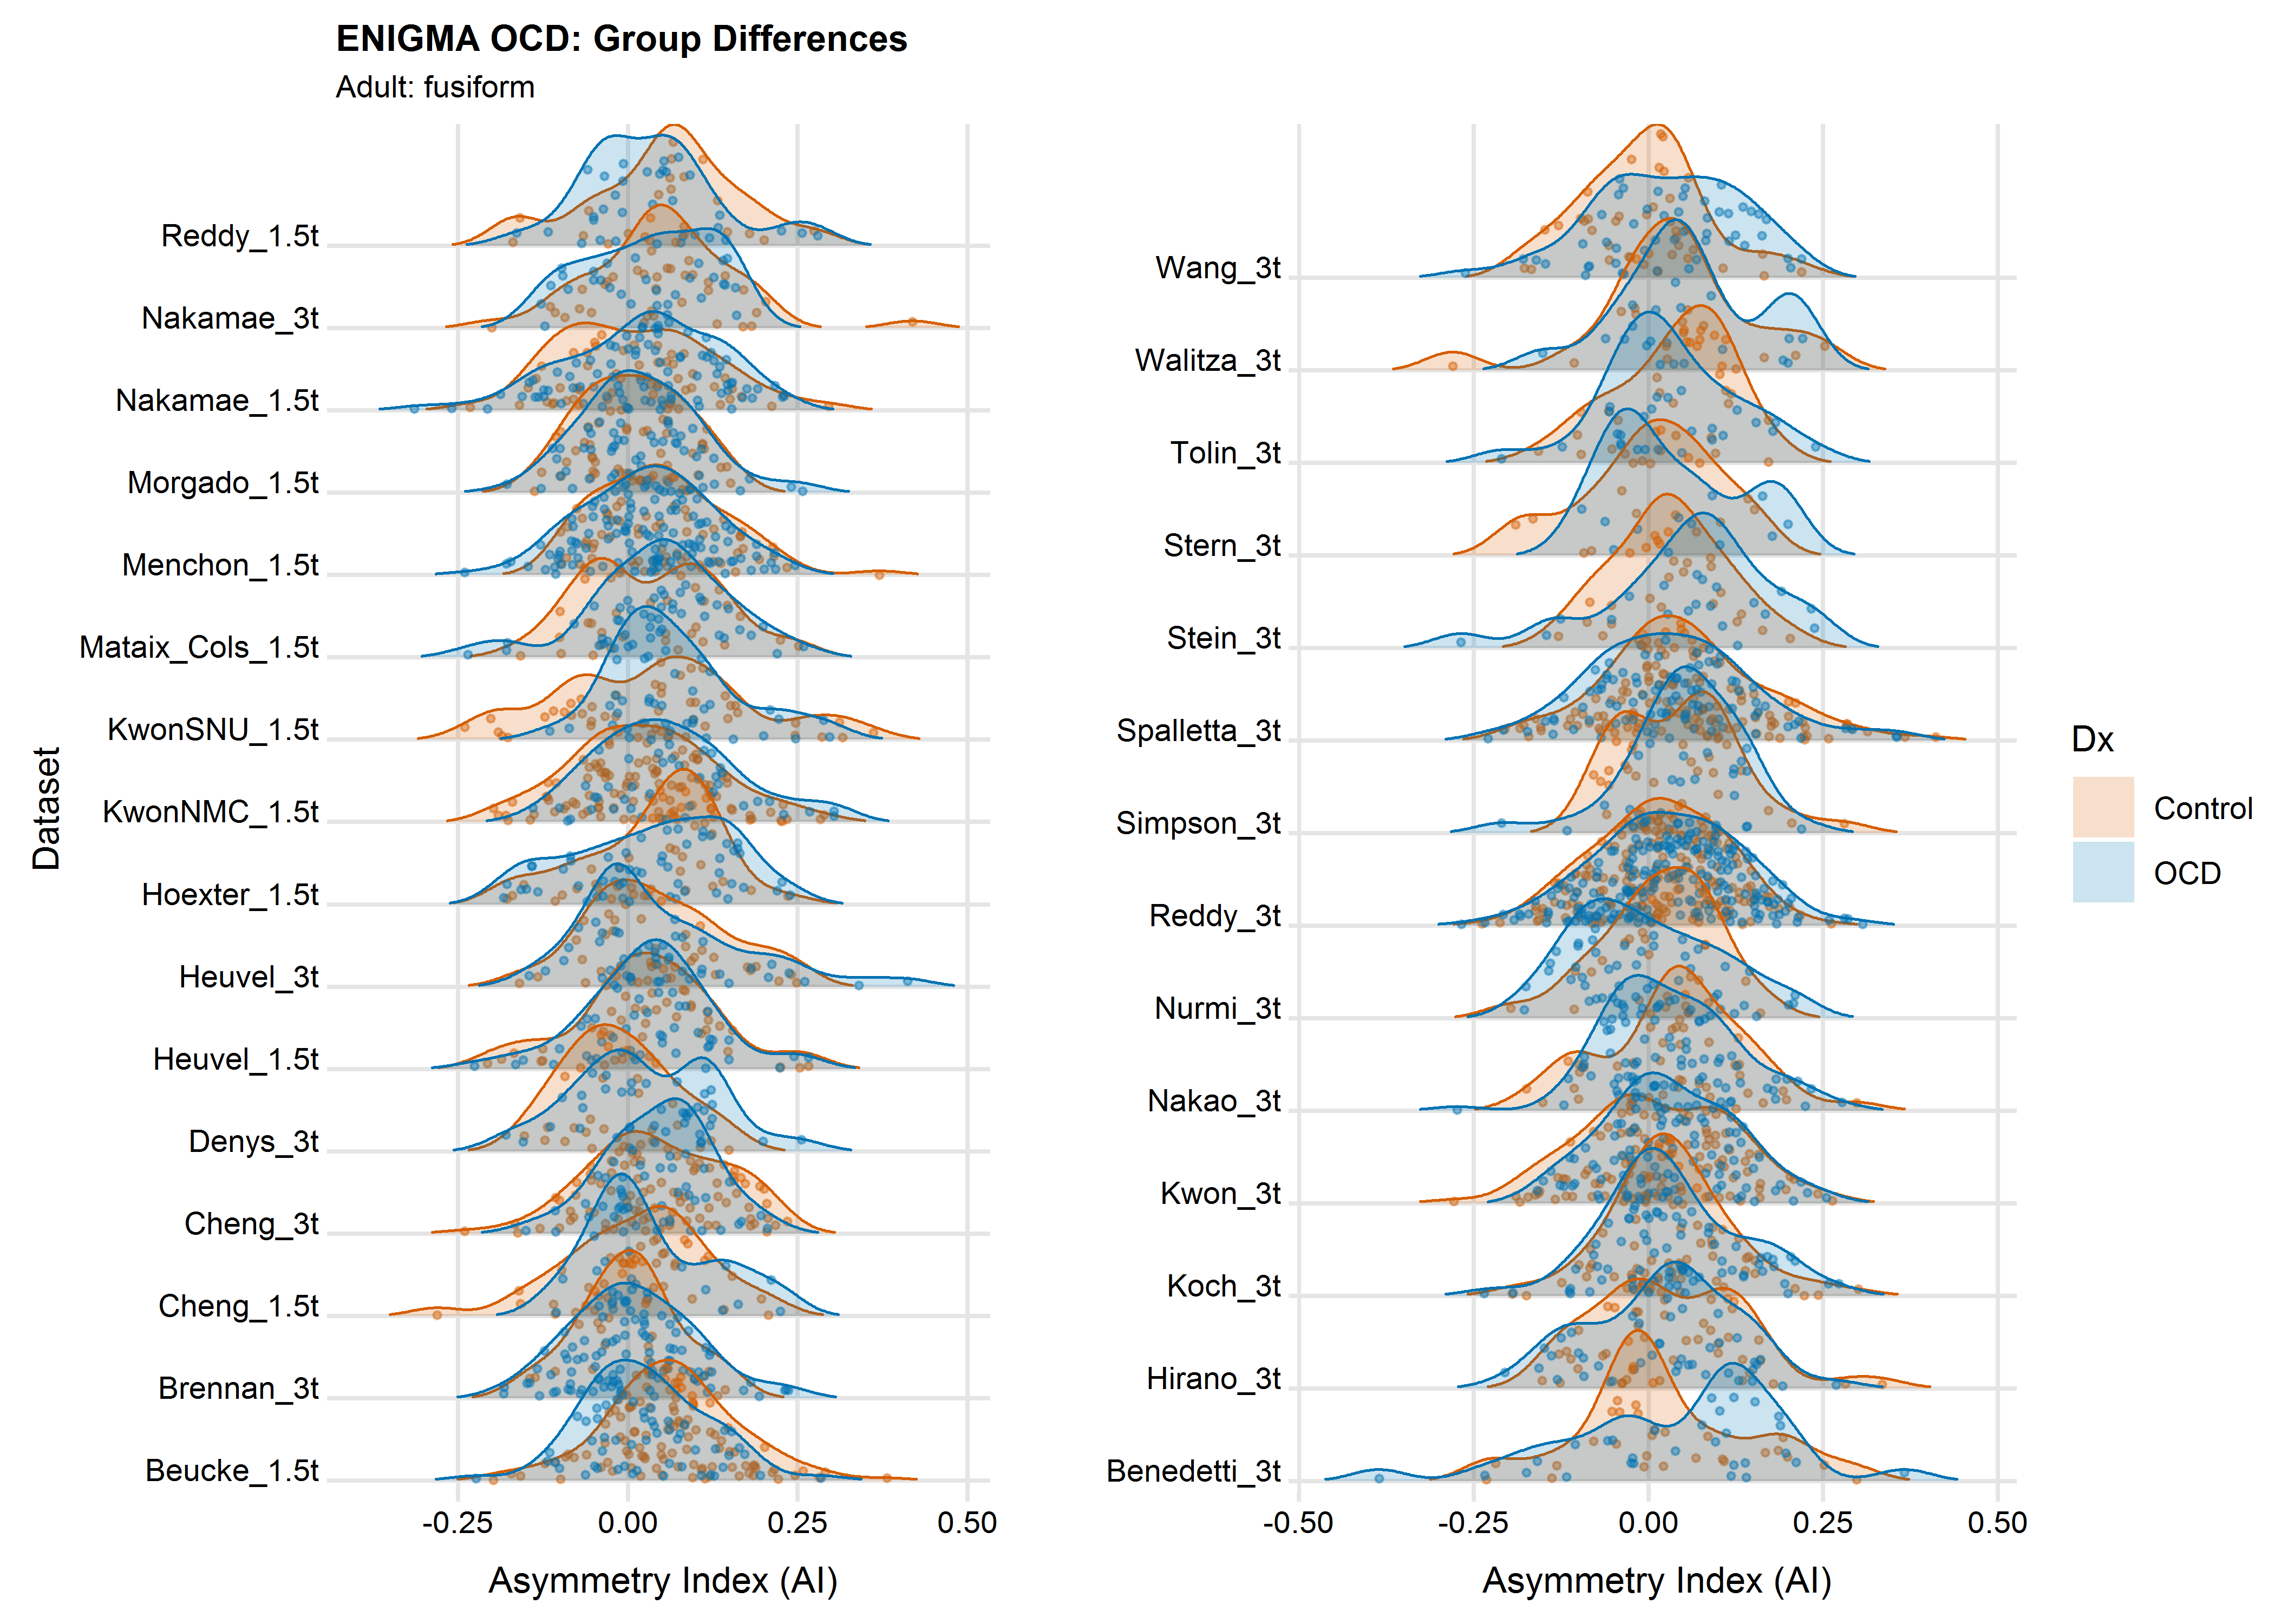 ENIGMA OCD: Group Differences
Adult: fusiform
Dataset
Reddy_1.5t
Nakamae_3t
Nakamae_1.5t
Morgado_1.5t
Menchon_1.5t
Mataix_Cols_1.5t
KwonSNU_1.5t
KwonNMC_1.5t
Hoexter_1.5t
Heuvel_3t
Heuvel_1.5t
Denys_3t
Cheng_3t
Cheng_1.5t
Brennan_3t
Beucke_1.5t
-0.25 0.00 0.25 0.50
Asymmetry Index (AI)
Wang_3t
Walitza_3t
Tolin_3t
Stern_3t
Stein_3t
Spalletta_3t
Simpson_3t
Reddy_3t
Nurmi_3t
Nakao_3t
Kwon_3t
Koch_3t
Hirano_3t
Benedetti_3t
-0.50 -0.25 0.00 0.25 0.50
Asymmetry Index (AI)
Dx
Control
OCD